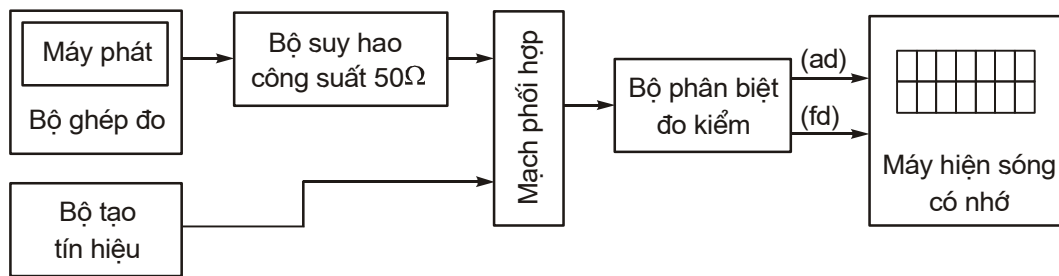 Máy phát
Bộ ghép đo
Bộ suy hao
công suất 50Ω
Bộ tạo
tín hiệu
Mạch phối hợp
Bộ phân biệt
đo kiểm
(ad)
(fd)
Máy hiện sóng
có nhớ